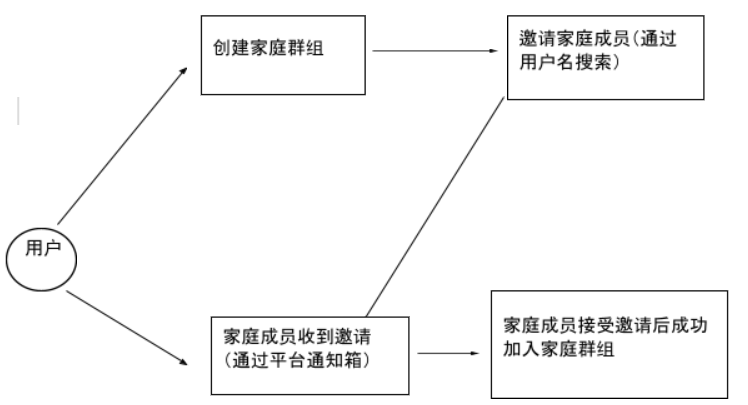 创建家庭群组
邀请家庭成员(通过
用户名搜索)
用户
家庭成员收到邀请
(通过平台通知箱)
家庭成员接受邀请后成功
加入家庭群组